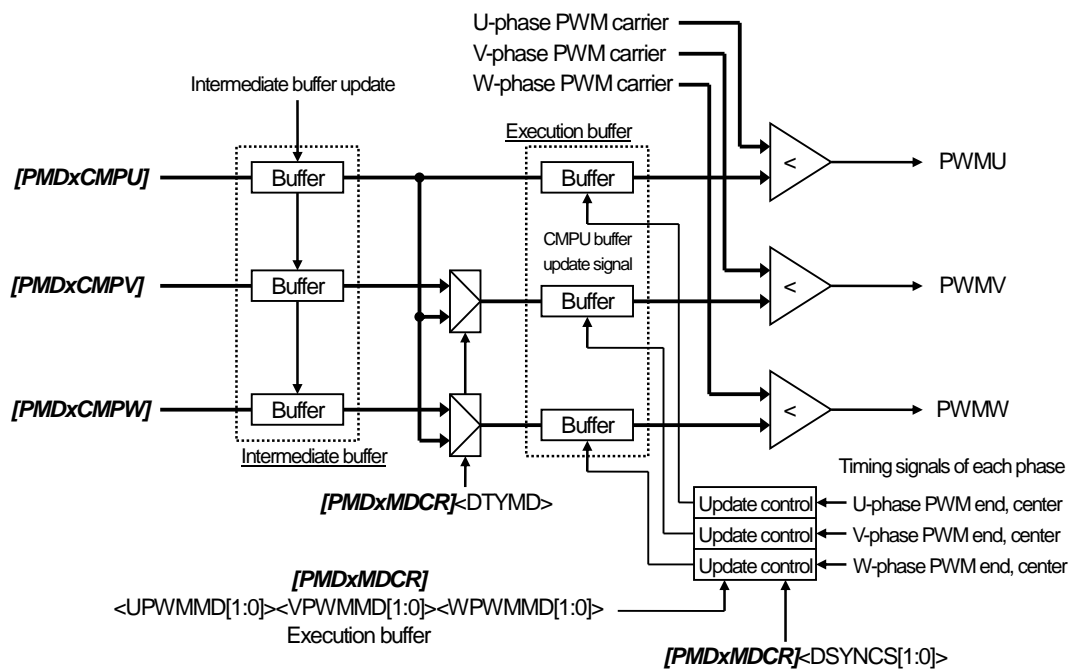 U-phase PWM carrier
V-phase PWM carrier
W-phase PWM carrier
Intermediate buffer update
Execution buffer
[PMDxCMPU]
Buffer
Buffer
<
PWMU
CMPU buffer
update signal
[PMDxCMPV]
Buffer
Buffer
<
PWMV
[PMDxCMPW]
Buffer
Buffer
<
PWMW
Intermediate buffer
Timing signals of each phase
[PMDxMDCR]<DTYMD>
Update control
U-phase PWM end, center
Update control
V-phase PWM end, center
Update control
W-phase PWM end, center
[PMDxMDCR]
<UPWMMD[1:0]><VPWMMD[1:0]><WPWMMD[1:0]>
Execution buffer
[PMDxMDCR]<DSYNCS[1:0]>